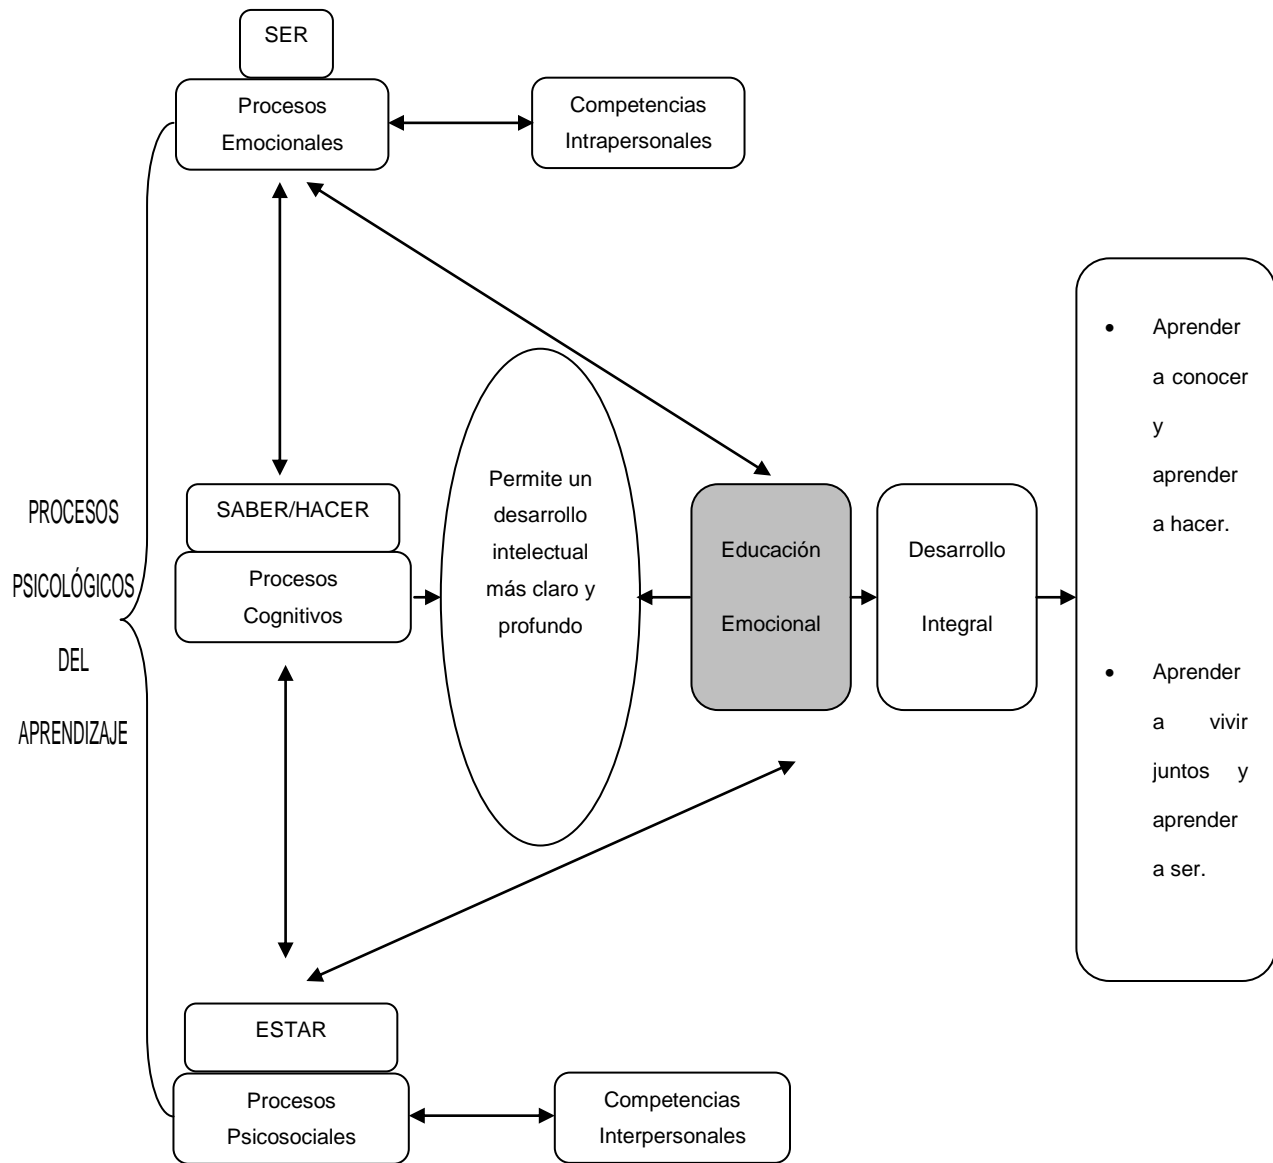 SER
Procesos
Emocionales
Competencias
Intrapersonales
PROCESOS
PSICOLÓGICOS
DEL
APRENDIZAJE
SABER/HACER
Procesos
Cognitivos
Permite un
desarrollo
intelectual
más claro y
profundo
Educación
Emocional
Desarrollo
Integral
• Aprender
a conocer
y
aprender
a hacer.
• Aprender
a vivir
juntos y
aprender
a ser.
ESTAR
Procesos
Psicosociales
Competencias
Interpersonales